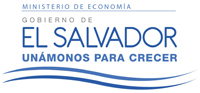 MINISTERIO DE ECONOMÍA
GOBIERNO DE
EL SALVADOR
UNÁMONOS PARA CRECER